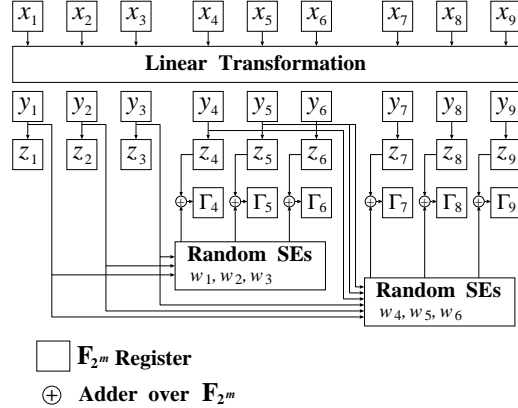 x₁ x₂ x₃ x₄ x₅ x₆ x₇ x₈ x₉
Linear Transformation
y₁ y₂ y₃ y₄ y₅ y₆ y₇ y₈ y₉
z₁ z₂ z₃ z₄ z₅ z₆ z₇ z₈ z₉
Γ₄ Γ₅ Γ₆ Γ₇ Γ₈ Γ₉
Random SEs
w₁, w₂, w₃
Random SEs
w₄, w₅, w₆
F₂ᵐ Register
Adder over F₂ᵐ